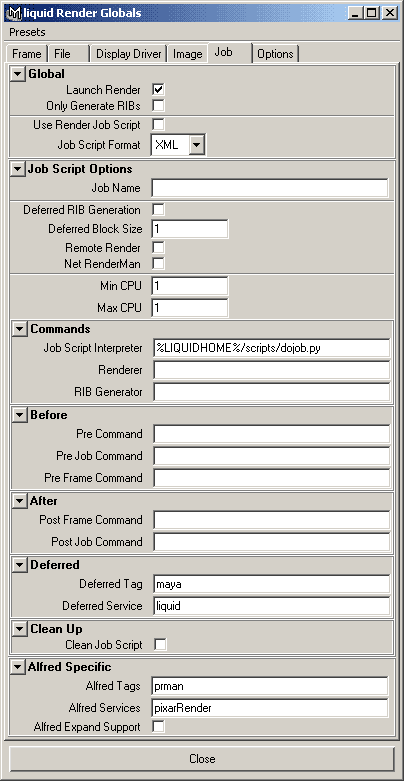 liquid Render Globals
Presets
Frame File Display Driver Image Job Options
Global
Launch Render
Only Generate RIBs
Use Render Job Script
Job Script Format XML
Job Script Options
Job Name
Deferred RIB Generation
Deferred Block Size 1
Remote Render
Net RenderMan
Min CPU 1
Max CPU 1
Commands
Job Script Interpreter %LIQUIDHOME%/scripts/dojob.py
Renderer
RIB Generator
Before
Pre Command
Pre Job Command
Pre Frame Command
After
Post Frame Command
Post Job Command
Deferred
Deferred Tag maya
Deferred Service liquid
Clean Up
Clean Job Script
Alfred Specific
Alfred Tags prman
Alfred Services pixarRender
Alfred Expand Support
Close